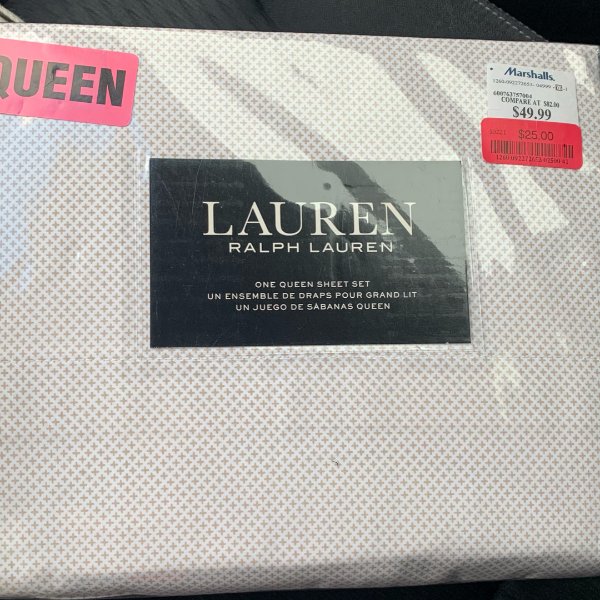 QUEEN
Marshalls.
COMPARE AT $82.00
$49.99
$25.00
LAUREN
RALPH LAUREN
ONE QUEEN SHEET SET
UN ENSEMBLE DE DRAPS POUR GRAND LIT
UN JUEGO DE SÁBANAS QUEEN